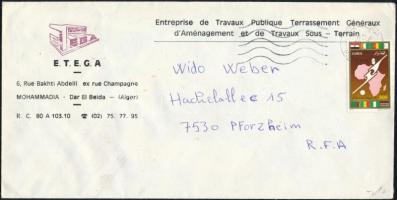 Entreprise de Travaux Publique Terrassement Généraux
d'Aménagement et de Travaux Sous - Terrain
E.T.E.G.A
6, Rue Bakhti Abdelli ex rue Champagne
MOHAMMADIA - Dar El Beida - (Alger)
R. C. 80 A 103.10 ☎ (02) 75. 77. 95
Wido Weber
Hachelallee 15
7530 Pforzheim
R.F.A